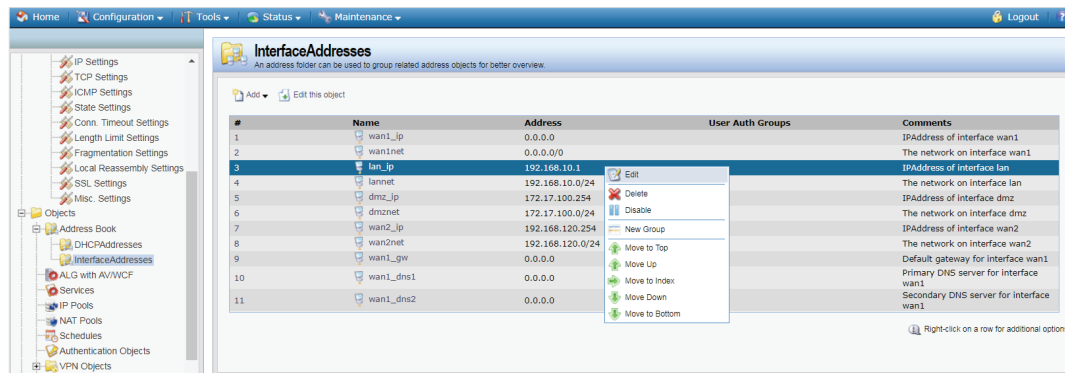 Home Configuration Tools Status Maintenance Logout ?
InterfaceAddresses
An address folder can be used to group related address objects for better overview.
IP Settings
TCP Settings
ICMP Settings
State Settings
Conn. Timeout Settings
Length Limit Settings
Fragmentation Settings
Local Reassembly Settings
SSL Settings
Misc. Settings
Objects
Address Book
DHCPAddresses
InterfaceAddresses
ALG with AV/WCF
Services
IP Pools
NAT Pools
Schedules
Authentication Objects
VPN Objects
Add Edit this object
# Name Address User Auth Groups Comments
1 wan1_ip 0.0.0.0 IPAddress of interface wan1
2 wan1net 0.0.0.0/0 The network on interface wan1
3 lan_ip 192.168.10.1 IPAddress of interface lan
4 lannet 192.168.10.0/24 The network on interface lan
5 dmz_ip 172.17.100.254 IPAddress of interface dmz
6 dmznet 172.17.100.0/24 The network on interface dmz
7 wan2_ip 192.168.120.254 IPAddress of interface wan2
8 wan2net 192.168.120.0/24 The network on interface wan2
9 wan1_gw 0.0.0.0 Default gateway for interface wan1
10 wan1_dns1 0.0.0.0 Primary DNS server for interface
wan1
11 wan1_dns2 0.0.0.0 Secondary DNS server for interface
wan1
Edit
Delete
Disable
New Group
Move to Top
Move Up
Move to Index
Move Down
Move to Bottom
Right-click on a row for additional options